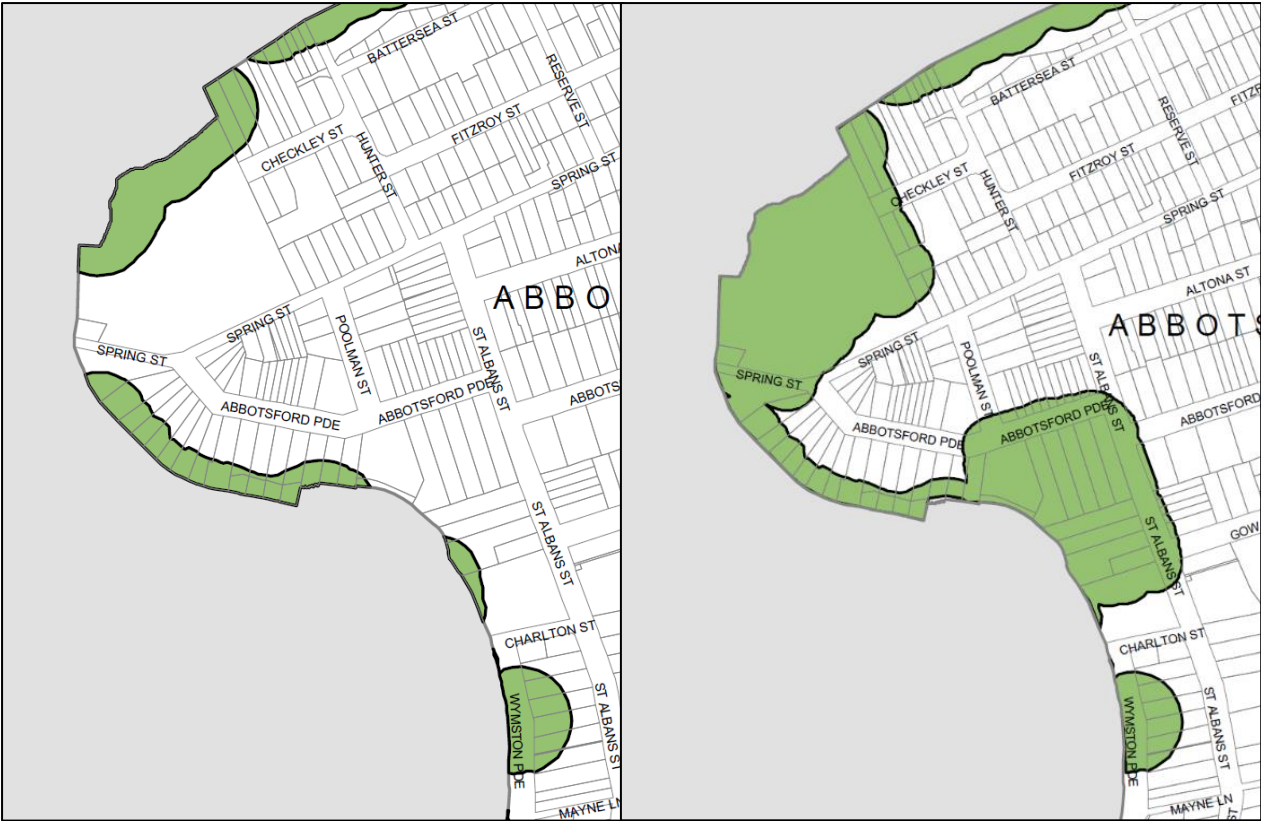 BATTERSEA ST
RESERVE ST
CHECKLEY ST
HUNTER ST
FITZROY ST
SPRING ST
ALTONA
ABBO
SPRING ST
POOLMAN ST
ST ALBANS ST
SPRING ST
ABBOTSFORD PDE
ABBOTSFORD PDE
ABBOTS
ST ALBANS ST
CHARLTON ST
WYMSTON PDE
ST ALBANS ST
MAYNE LN
BATTERSEA ST
RESERVE ST
FITZR
CHECKLEY ST
HUNTER ST
FITZROY ST
SPRING ST
ALTONA ST
ABBOTS
SPRING ST
POOLMAN ST
ST ALBANS ST
SPRING ST
ABBOTSFORD PDE
ABBOTSFORD PDE
ABBOTSFORD
ST ALBANS ST
GOW
CHARLTON ST
WYMSTON PDE
ST ALBANS ST
MAYNE LN
ST